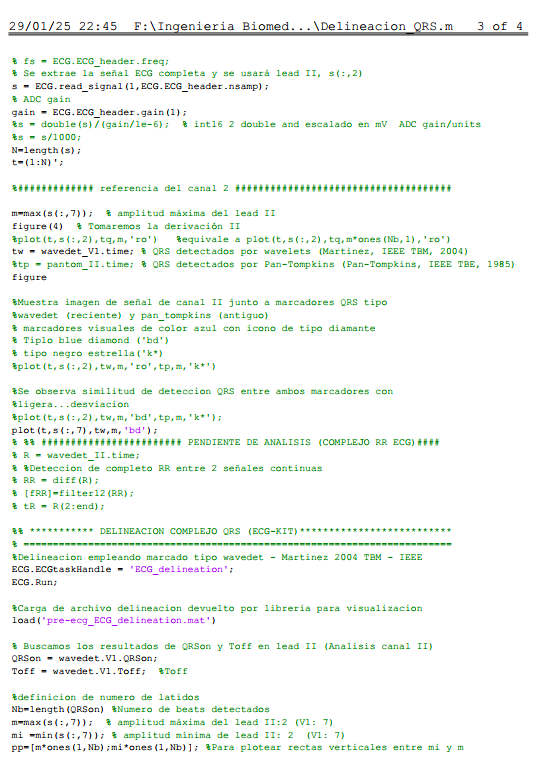 29/01/25 22:45 F:\Ingenieria Biomed...\Delineacion_QRS.m 3 of 4
% fs = ECG.ECG_header.freq;
% Se extrae la señal ECG completa y se usará lead II, s(:,2)
s = ECG.read_signal(1,ECG.ECG_header.nsamp);
% ADC gain
gain = ECG.ECG_header.gain(1);
%s = double(s)/(gain/1e-6); % int16 2 double and escalado en mV ADC gain/units
%s = s/1000;
N=length(s);
t=(1:N)';
%############# referencia del canal 2 #####################################
m=max(s(:,7)); % amplitud máxima del lead II
figure(4) % Tomaremos la derivación II
%plot(t,s(:,2),tq,m,'ro') %equivale a plot(t,s(:,2),tq,m*ones(Nb,1),'ro')
tw = wavedet_V1.time; % QRS detectados por wavelets (Martinez, IEEE TBM, 2004)
%tp = pantom_II.time; % QRS detectados por Pan-Tompkins (Pan-Tompkins, IEEE TBE, 1985)
figure
%Muestra imagen de señal de canal II junto a marcadores QRS tipo
%wavedet (reciente) y pan_tompkins (antiguo)
% marcadores visuales de color azul con icono de tipo diamante
% Tiplo blue diamond ('bd')
% tipo negro estrella('k*)
%plot(t,s(:,2),tw,m,'ro',tp,m,'k*')
%Se observa similitud de deteccion QRS entre ambos marcadores con
%ligera...desviacion
%plot(t,s(:,2),tw,m,'bd',tp,m,'k*');
plot(t,s(:,7),tw,m,'bd');
% %% ######################## PENDIENTE DE ANALISIS (COMPLEJO RR ECG)####
% R = wavedet_II.time;
% %Deteccion de completo RR entre 2 señales continuas
% RR = diff(R);
% [fRR]=filter12(RR);
% tR = R(2:end);
%% *********** DELINEACION COMPLEJO QRS (ECG-KIT)**************************
% =========================================================================
%Delineacion empleando marcado tipo wavedet - Martinez 2004 TBM - IEEE
ECG.ECGtaskHandle = 'ECG_delineation';
ECG.Run;
%Carga de archivo delineacion devuelto por libreria para visualizacion
load('pre-ecg_ECG_delineation.mat')
% Buscamos los resultados de QRSon y Toff en lead II (Analisis canal II)
QRSon = wavedet.V1.QRSon;
Toff = wavedet.V1.Toff; %Toff
%definicion de numero de latidos
Nb=length(QRSon) %Numero de beats detectados
m=max(s(:,7)); % amplitud máxima del lead II:2 (V1: 7)
mi =min(s(:,7)); % amplitud minima de lead II: 2 (V1: 7)
pp=[m*ones(1,Nb);mi*ones(1,Nb)]; %Para plotear rectas verticales entre mi y m